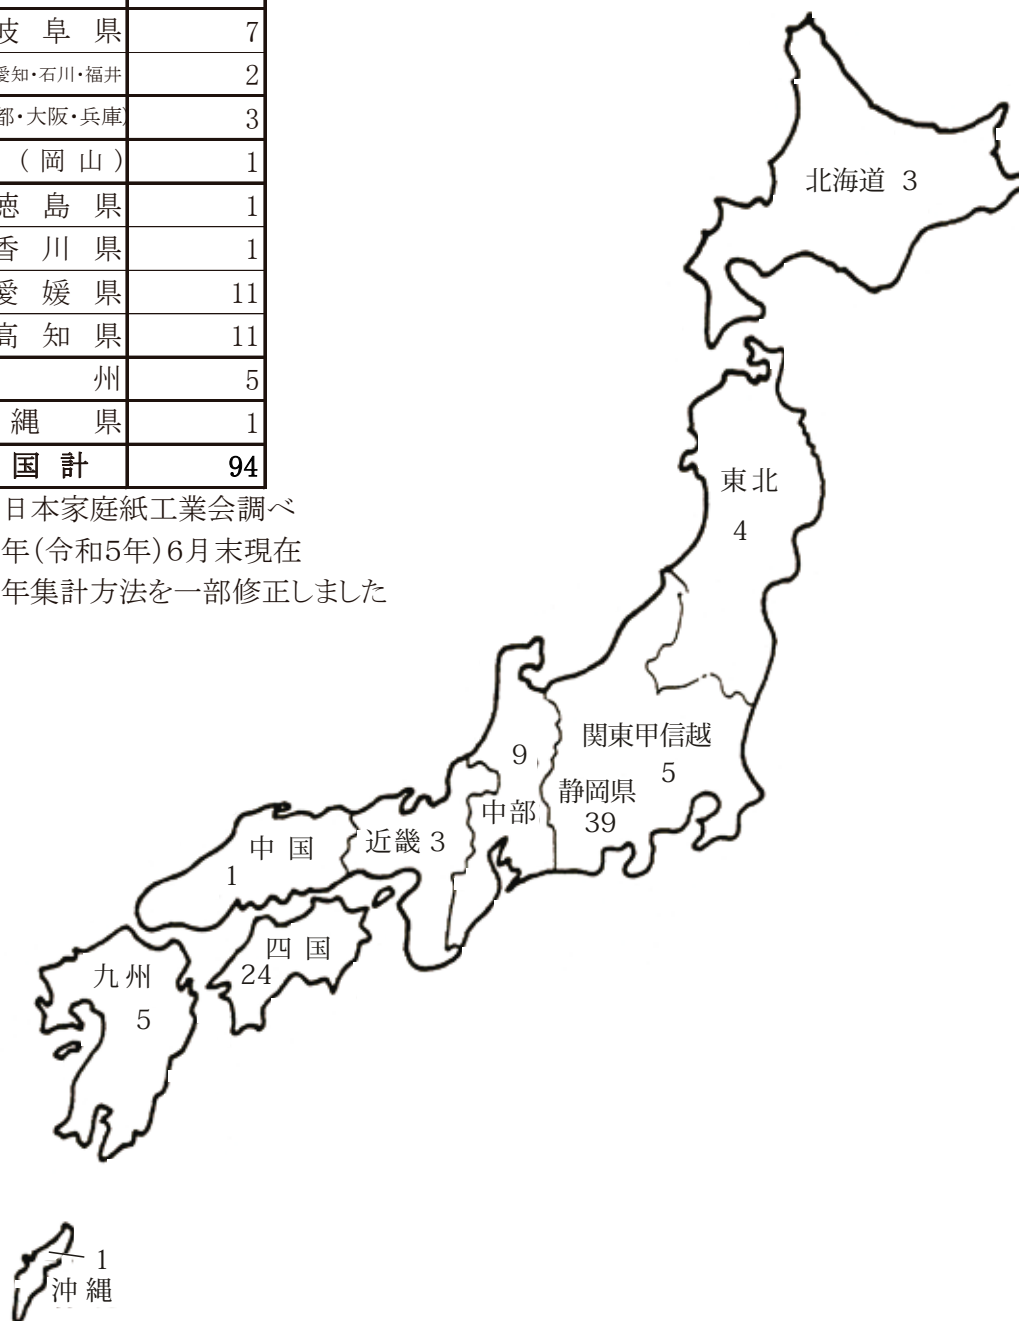 岐 阜 県 7
愛知・石川・福井 2
都・大阪・兵庫) 3
(岡山) 1
徳 島 県 1
香 川 県 1
愛 媛 県 11
高 知 県 11
州 5
縄 県 1
国 計 94
日本家庭紙工業会調べ
年(令和5年)6月末現在
年集計方法を一部修正しました
北海道 3
東北
4
関東甲信越
5
静岡県
39
9
中部
近畿 3
中国
1
四国
24
九州
5
1
沖縄